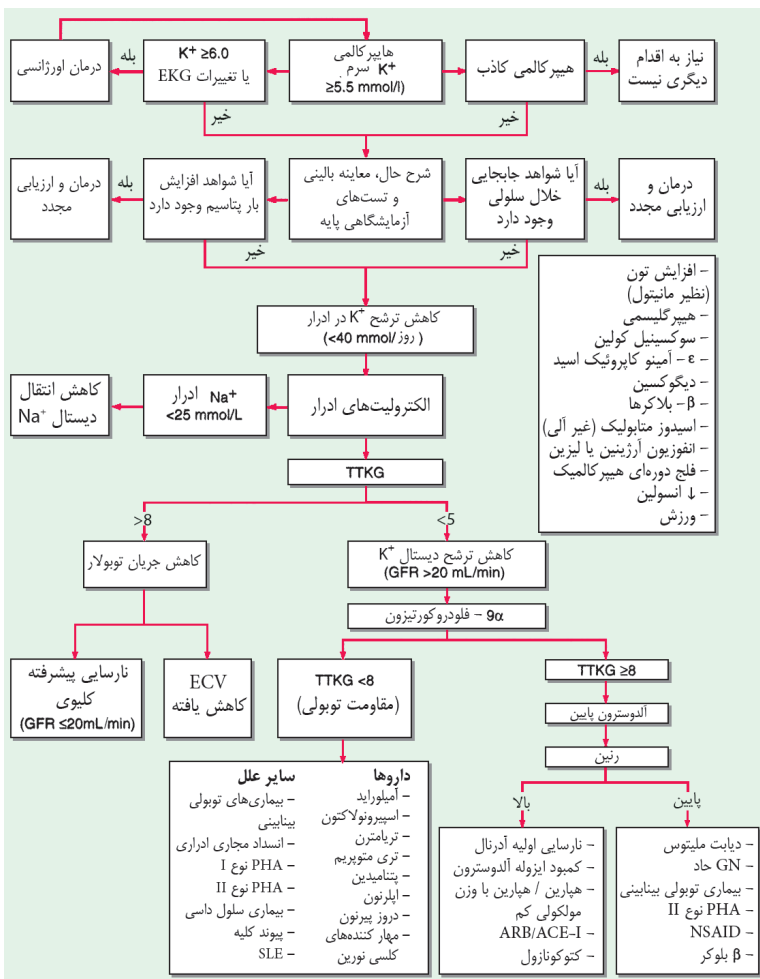 هایپرکالمی
سرم K⁺
≥5.5 mmol/l)
K⁺ ≥6.0
یا تغییرات EKG
بله
درمان اورژانسی
هیپرکالمی کاذب
بله
نیاز به اقدام
دیگری نیست
خیر
خیر
شرح حال، معاینه بالینی
و تست‌های
آزمایشگاهی پایه
آیا شواهد جابجایی
خلال سلولی
وجود دارد
بله
درمان و
ارزیابی مجدد
آیا شواهد افزایش
بار پتاسیم وجود دارد
بله
درمان و ارزیابی
مجدد
خیر
خیر
– افزایش تون
(نظیر مانیتول)
– هیپرگلیسمی
– سوکسینیل کولین
– ε– آمینو کاپروئیک اسید
– دیگوکسین
– β– بلاکرها
– اسیدوز متابولیک (غیر آلی)
– انفوزیون آرژینین یا لیزین
– فلج دوره‌ای هیپرکالمیک
– ↓ انسولین
– ورزش
کاهش ترشح K⁺ در ادرار
(<40 mmol/روز)
الکترولیت‌های ادرار
Na⁺ ادرار
<25 mmol/L
کاهش انتقال
دیستال Na⁺
TTKG
>8
<5
کاهش جریان توبولار
کاهش ترشح دیستال K⁺
(GFR >20 mL/min)
9α – فلودروکورتیزون
نارسایی پیشرفته
کلیوی
(GFR ≤20mL/min)
ECV
کاهش یافته
TTKG <8
(مقاومت توبولی)
TTKG ≥8
آلدوسترون پایین
رنین
بالا
پایین
داروها
– آمیلوراید
– اسپیرونولاکتون
– تریامترن
– تری متوپریم
– پتنامیدین
– اپلرنون
– دروز پیرنون
– مهار کننده‌های
کلسی نورین
سایر علل
– بیماری‌های توبولی
بینابینی
– انسداد مجاری ادراری
– PHA نوع I
– PHA نوع II
– بیماری سلول داسی
– پیوند کلیه
– SLE
– نارسایی اولیه آدرنال
– کمبود ایزوله آلدوسترون
– هپارین / هپارین با وزن
مولکولی کم
– ARB/ACE-I
– کتوکونازول
– دیابت ملیتوس
– GN حاد
– بیماری توبولی بینابینی
– PHA نوع II
– NSAID
– β بلوکر